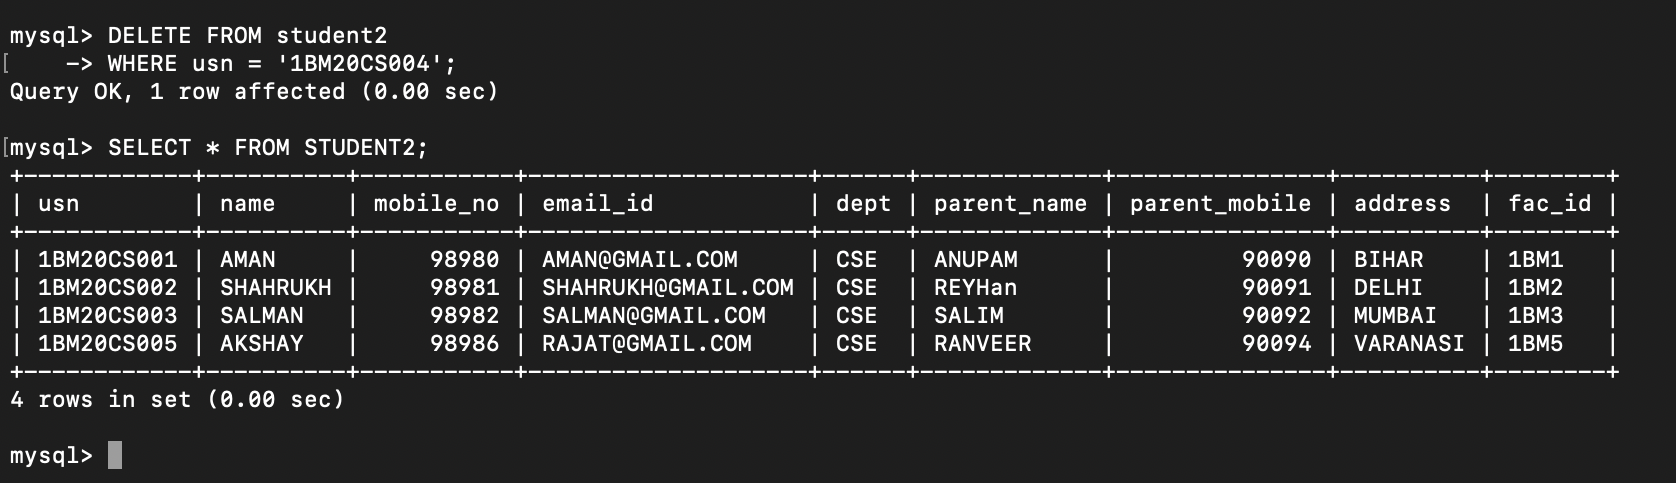 mysql> DELETE FROM student2
[    -> WHERE usn = '1BM20CS004';
Query OK, 1 row affected (0.00 sec)

[mysql> SELECT * FROM STUDENT2;
+------------+----------+-----------+--------------------+------+-------------+---------------+----------+--------+
| usn        | name     | mobile_no | email_id           | dept | parent_name | parent_mobile | address  | fac_id |
+------------+----------+-----------+--------------------+------+-------------+---------------+----------+--------+
| 1BM20CS001 | AMAN     |     98980 | AMAN@GMAIL.COM     | CSE  | ANUPAM      |         90090 | BIHAR    | 1BM1   |
| 1BM20CS002 | SHAHRUKH |     98981 | SHAHRUKH@GMAIL.COM | CSE  | REYHan      |         90091 | DELHI    | 1BM2   |
| 1BM20CS003 | SALMAN   |     98982 | SALMAN@GMAIL.COM   | CSE  | SALIM       |         90092 | MUMBAI   | 1BM3   |
| 1BM20CS005 | AKSHAY   |     98986 | RAJAT@GMAIL.COM    | CSE  | RANVEER     |         90094 | VARANASI | 1BM5   |
+------------+----------+-----------+--------------------+------+-------------+---------------+----------+--------+
4 rows in set (0.00 sec)

mysql>